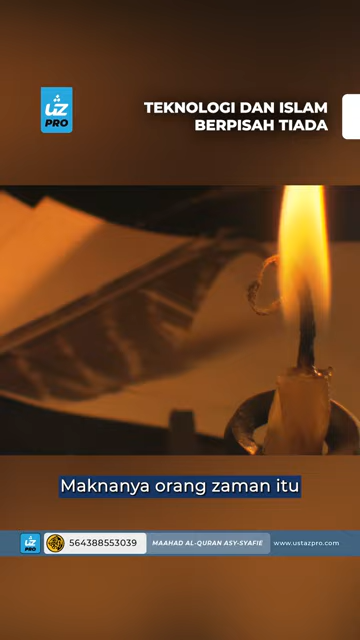 UZ
PRO
TEKNOLOGI DAN ISLAM
BERPISAH TIADA
Maknanya orang zaman itu
UZ
PRO
564388553039
MAAHAD AL-QURAN ASY-SYAFIE
www.ustazpro.com